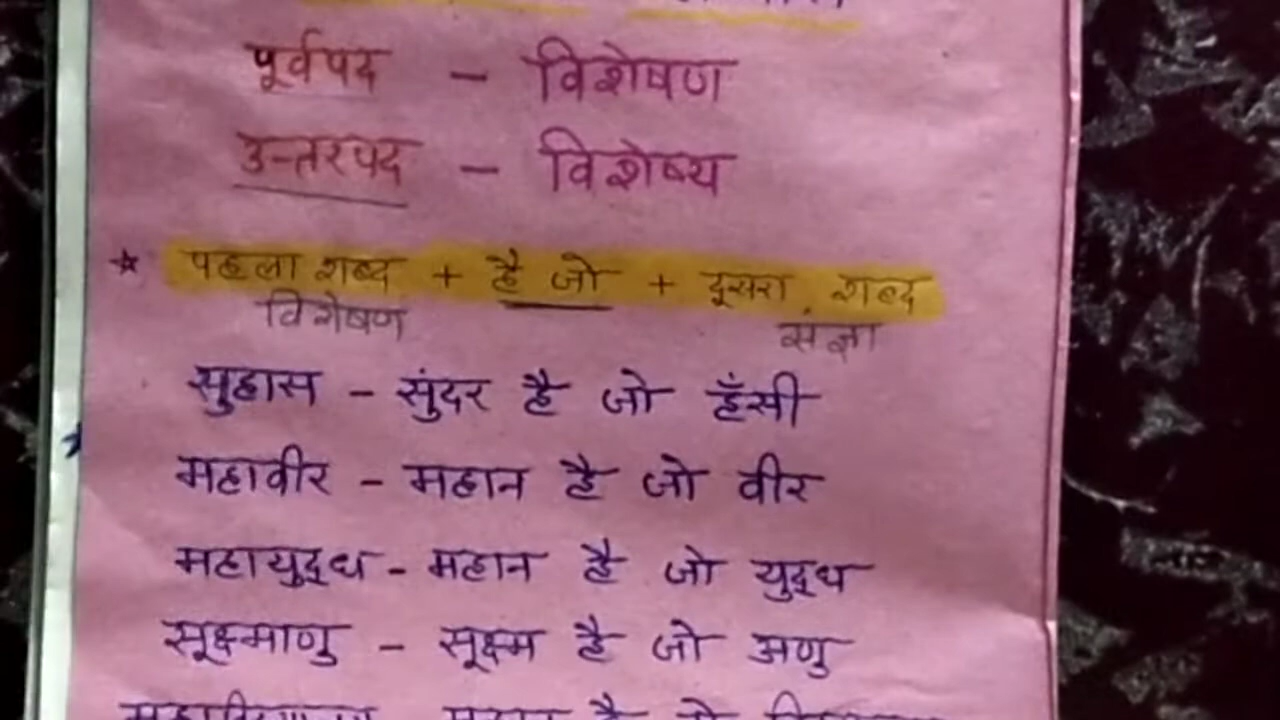 पूर्वपद - विशेषण
उत्तरपद - विशेष्य
☆ पहला शब्द + है जो + दूसरा शब्द
विशेषण संज्ञा
सुहास - सुंदर है जो हँसी
महावीर - महान है जो वीर
महायुद्ध - महान है जो युद्ध
सूक्ष्माणु - सूक्ष्म है जो अणु